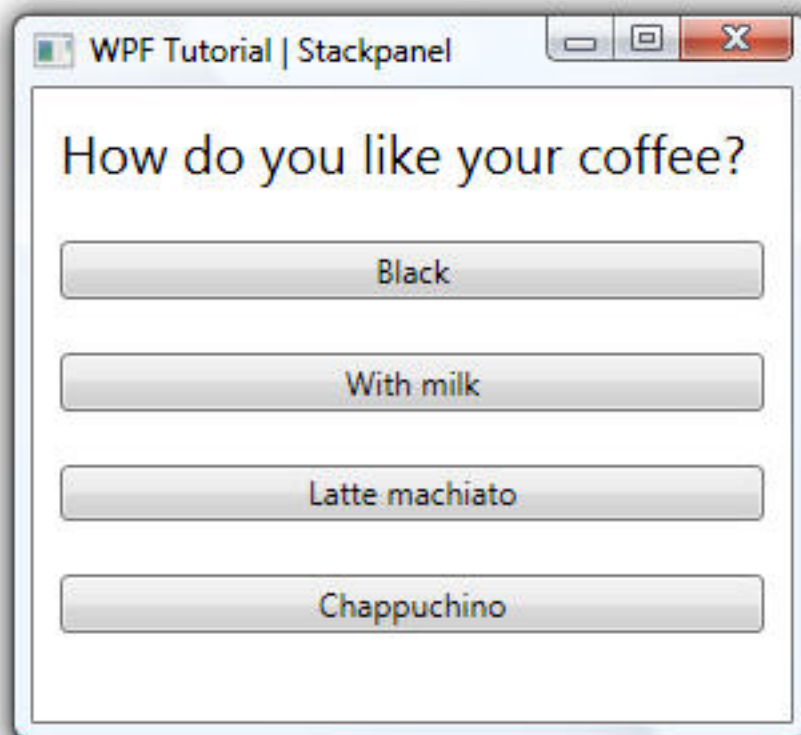 WPF Tutorial | Stackpanel
How do you like your coffee?
Black
With milk
Latte machiato
Chappuchino